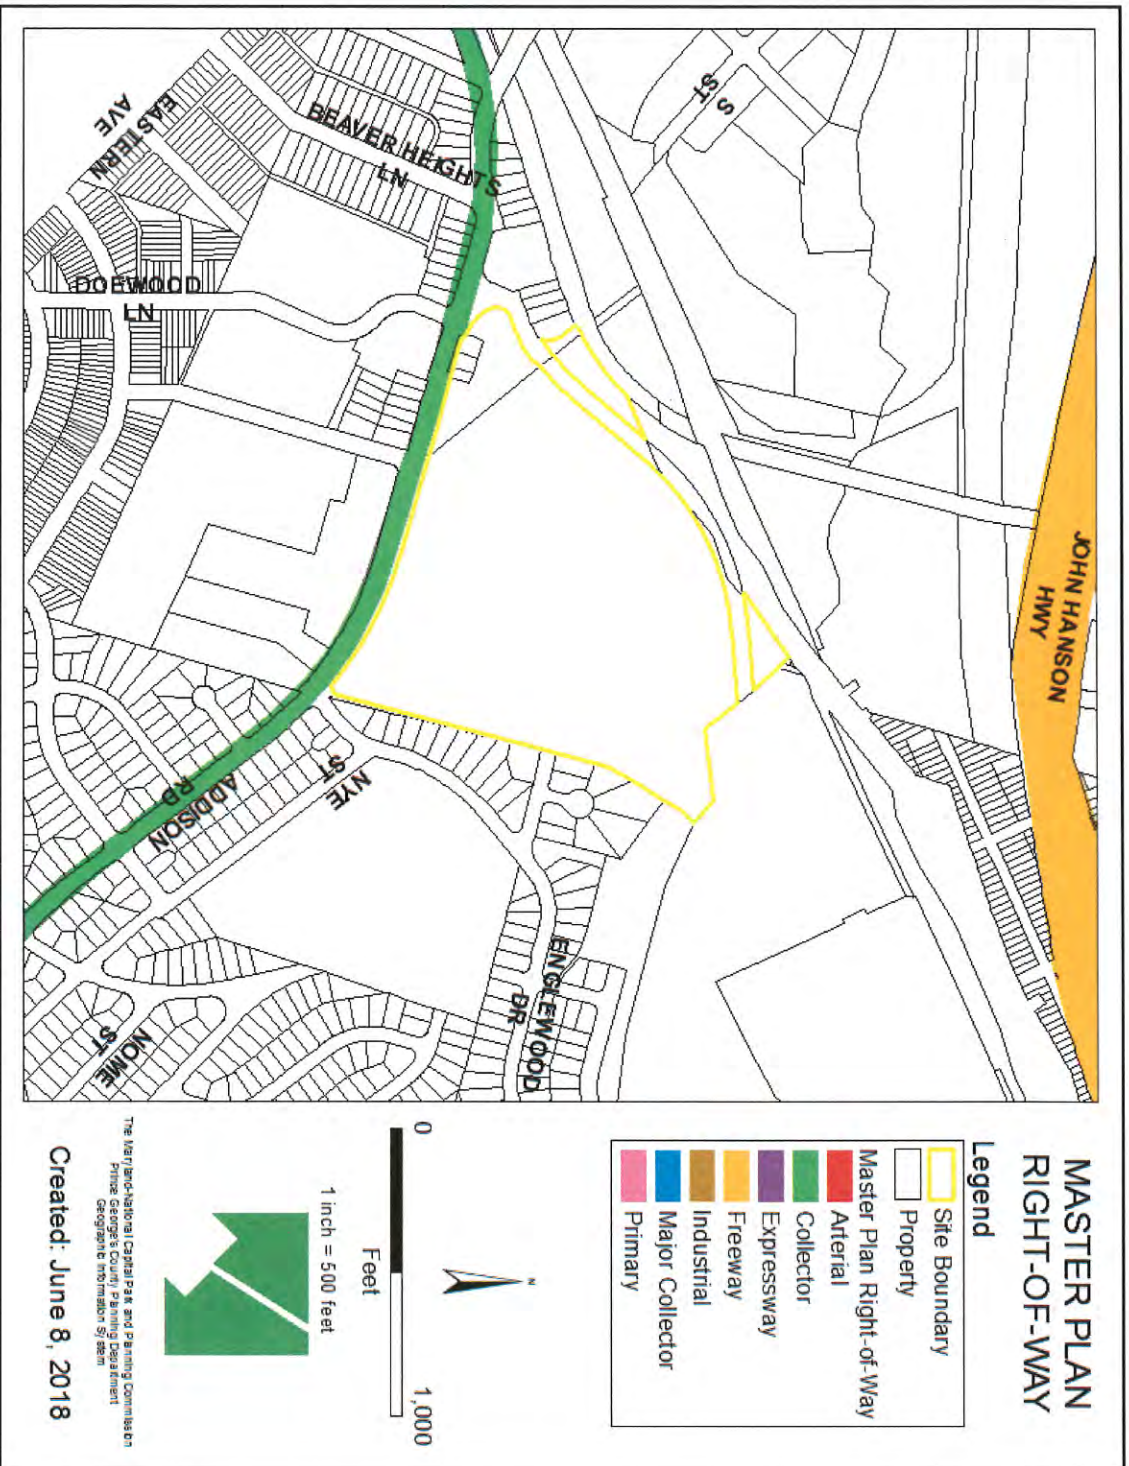 MASTER PLAN
RIGHT-OF-WAY
Legend
Site Boundary
Property
Master Plan Right-of-Way
Arterial
Collector
Expressway
Freeway
Industrial
Major Collector
Primary
N
0
1,000
Feet
1 inch = 500 feet
The Maryland-National Capital Park and Planning Commission
Prince George's County Planning Department
Geographic Information System
Created: June 8, 2018
JOHN HANSON
HWY
S
ST
BEAVER HEIGHTS
LN
EASTERN
AVE
DOEWOOD
LN
ADDISON
RD
NYE
ST
ENGLEWOOD
DR
NOME
ST